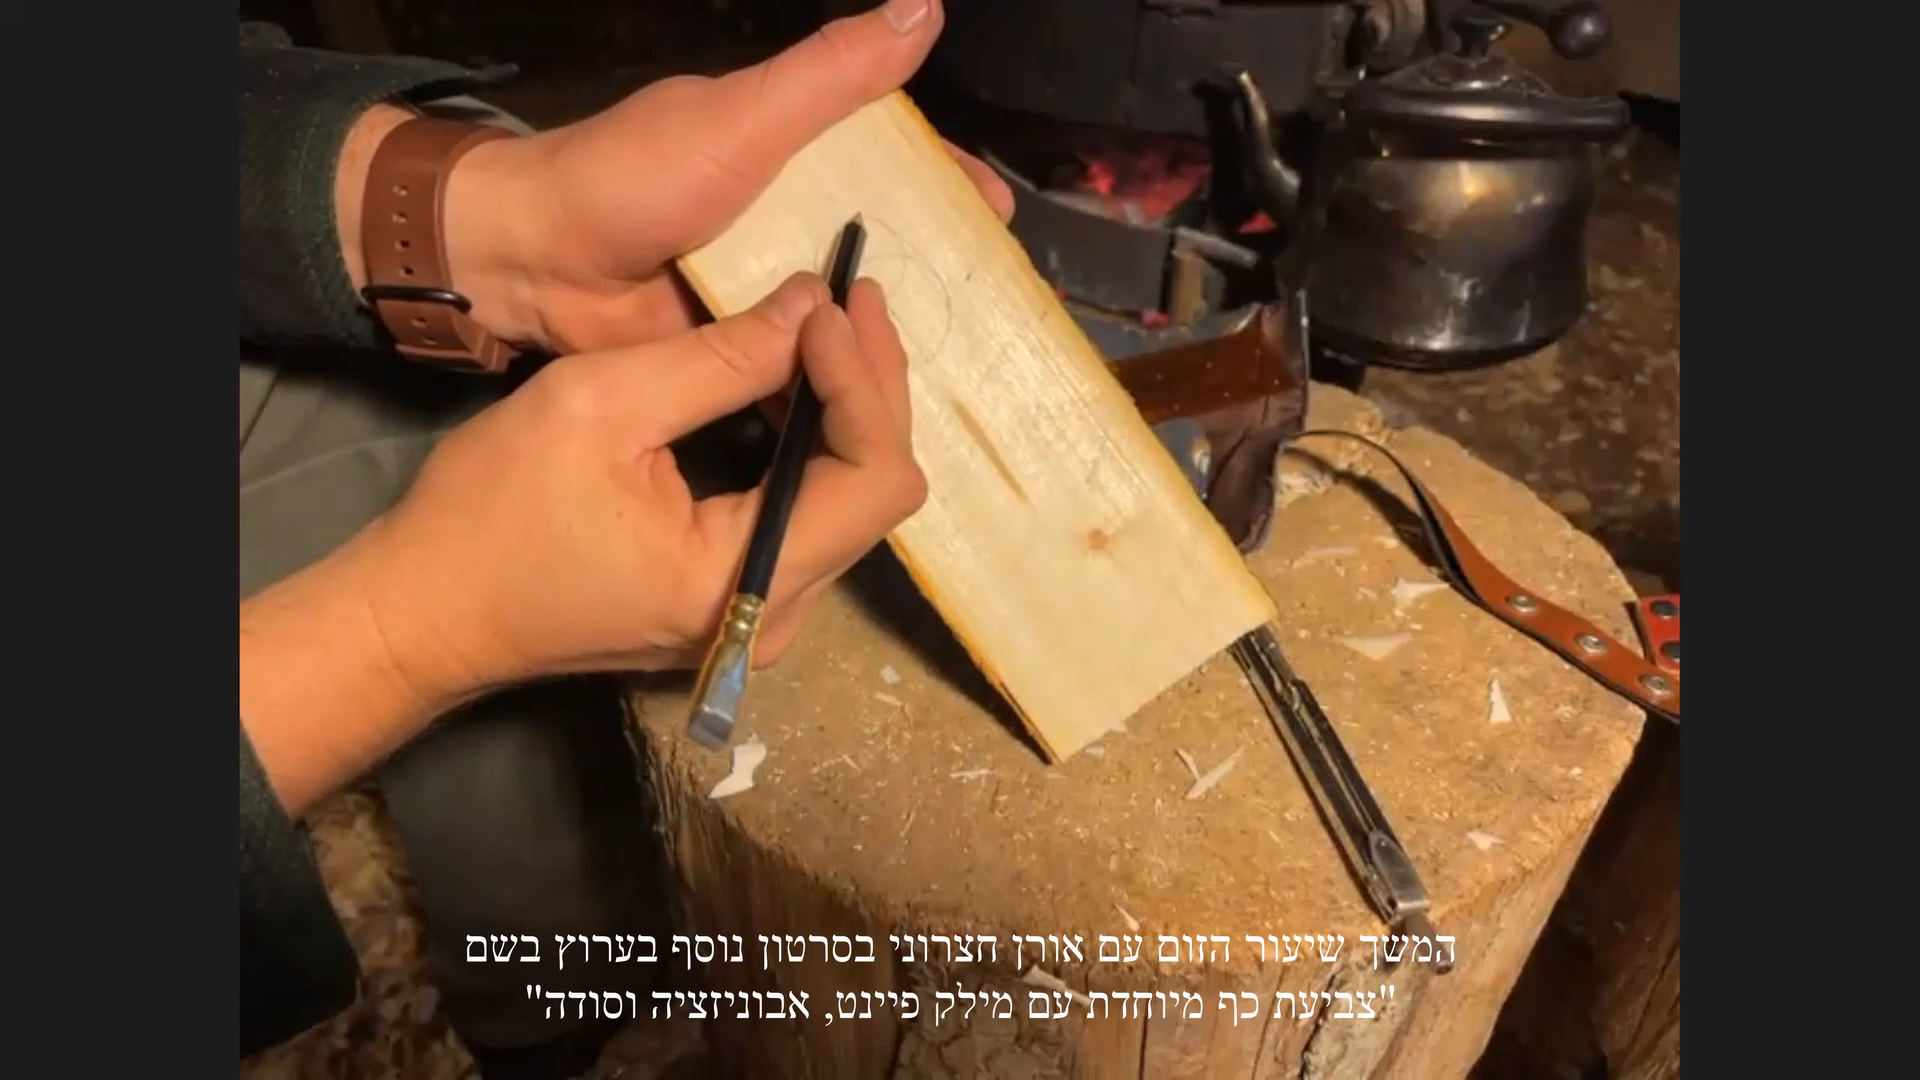 המשך שיעור הזום עם אורן חצרוני בסרטון נוסף בערוץ בשם
"צביעת כף מיוחדת עם מילק פיינט, אבוניזציה וסודה"